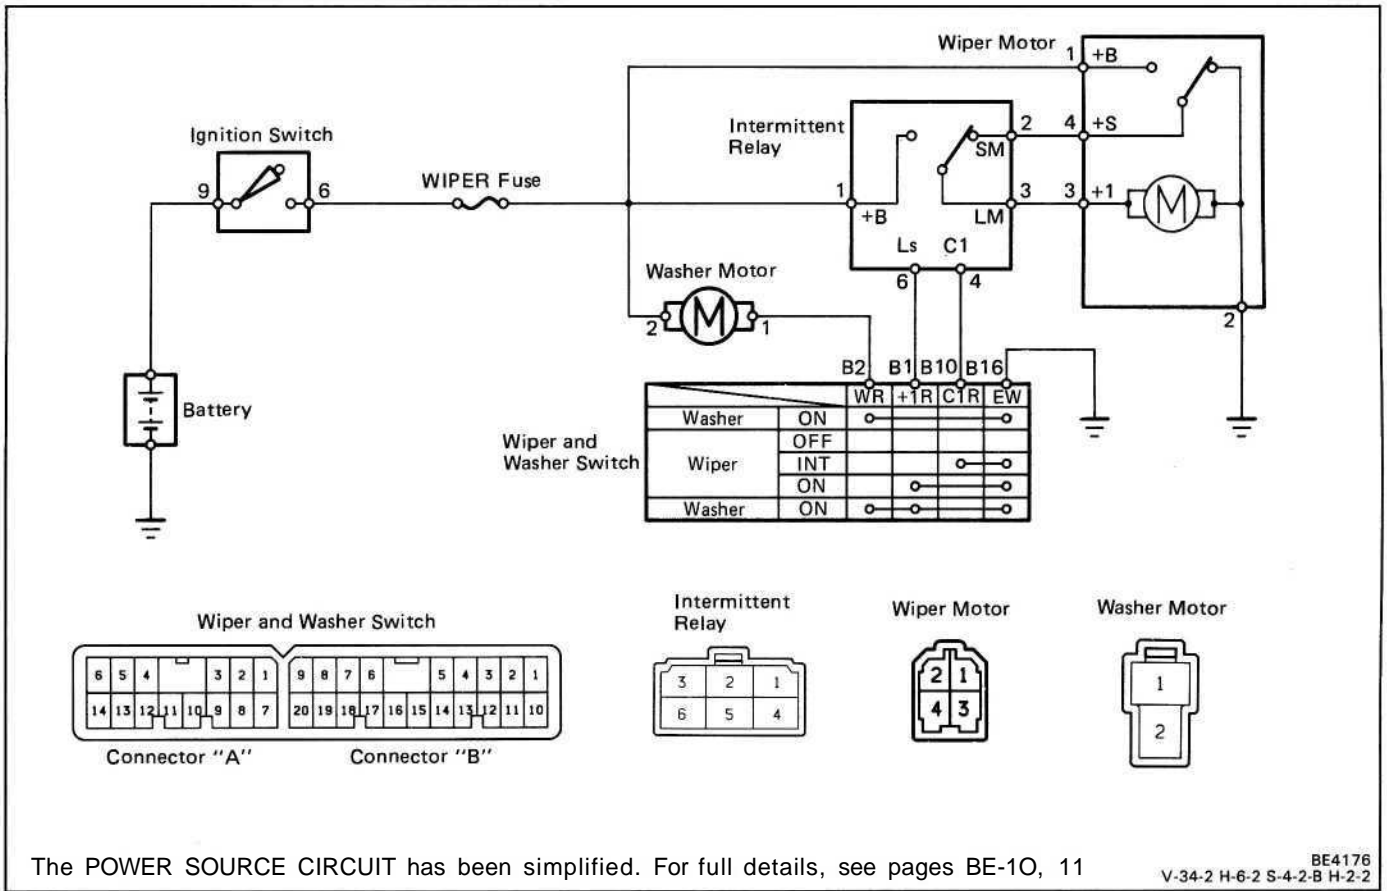 Wiper Motor
1 +B
Ignition Switch
Intermittent
Relay
2 4 +S
SM
9 6
WIPER Fuse
1 +B
3 3 +1
LM
M
Ls C1
6 4
Washer Motor
2 M 1
2
Battery
B2 B1 B10 B16
WR +1R C1R EW
Washer ON
Wiper and
Washer Switch
Wiper
OFF
INT
ON
Washer ON
Wiper and Washer Switch
6 5 4 3 2 1
14 13 12 11 10 9 8 7
9 8 7 6 5 4 3 2 1
20 19 18 17 16 15 14 13 12 11 10
Connector "A"
Connector "B"
Intermittent
Relay
3 2 1
6 5 4
Wiper Motor
2 1
4 3
Washer Motor
1
2
The POWER SOURCE CIRCUIT has been simplified. For full details, see pages BE-1O, 11
BE4176
V-34-2 H-6-2 S-4-2-B H-2-2